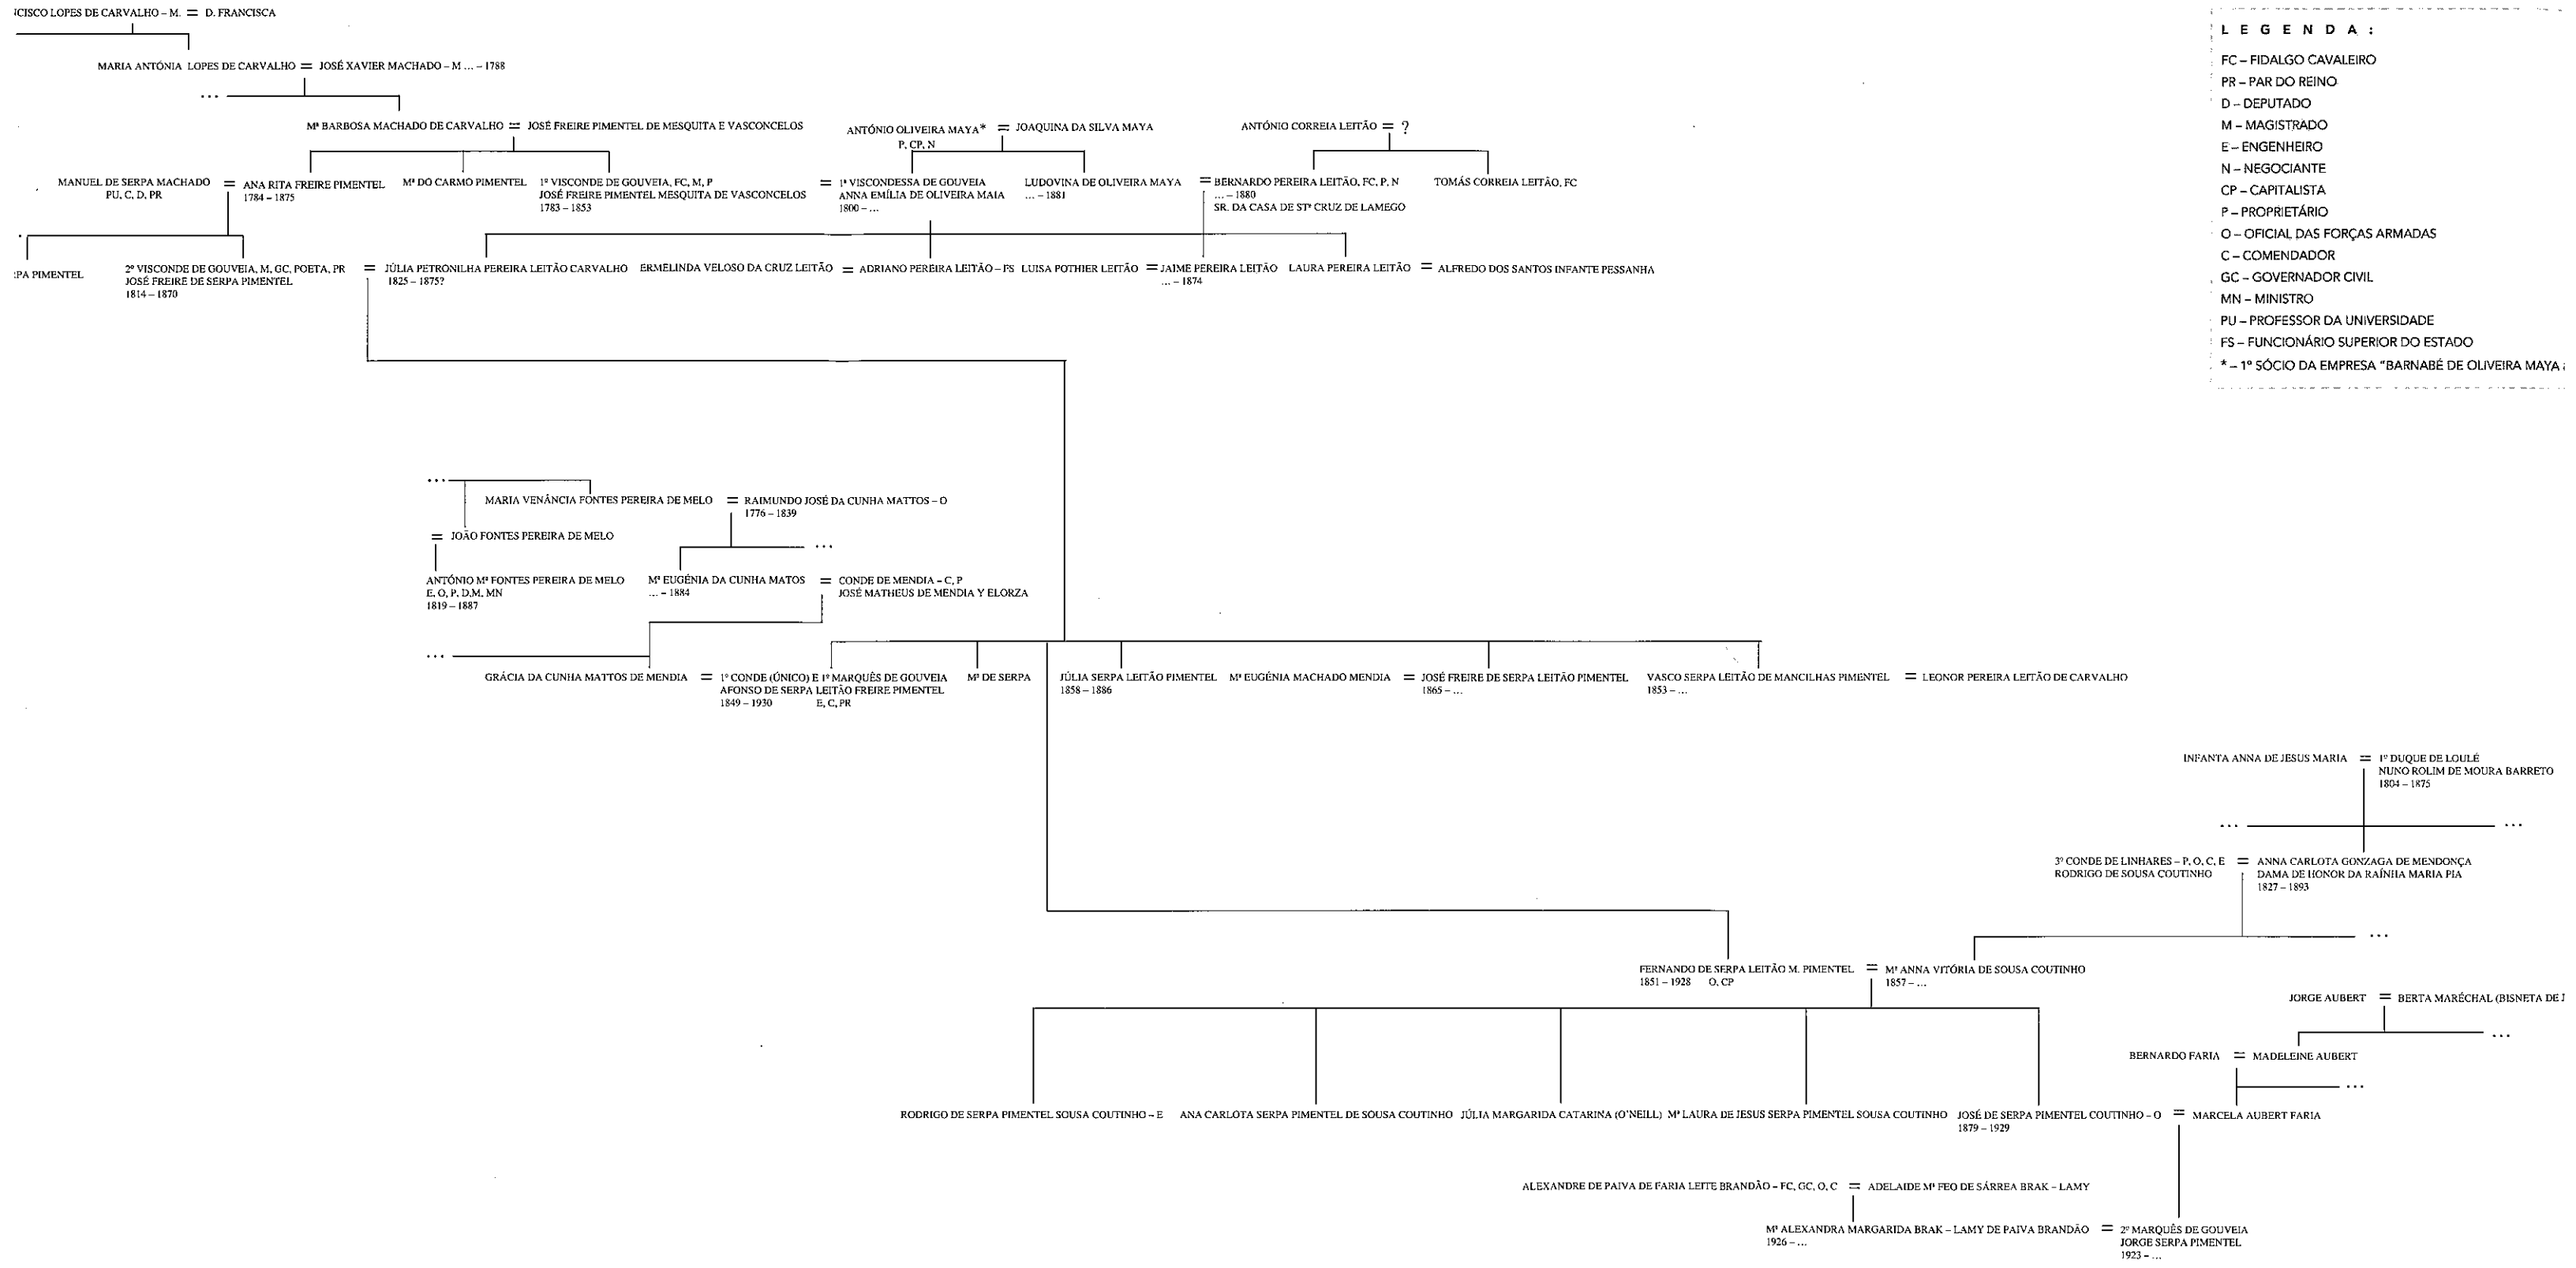 LOPES DE CARVALHO – M. = D. FRANCISCA
MARIA ANTÓNIA LOPES DE CARVALHO = JOSÉ XAVIER MACHADO – M ... – 1788
...
Mª BARBOSA MACHADO DE CARVALHO = JOSÉ FREIRE PIMENTEL DE MESQUITA E VASCONCELOS
ANTÓNIO OLIVEIRA MAYA* = JOAQUINA DA SILVA MAYA
P, CP, N
ANTÓNIO CORREIA LEITÃO = ?
MANUEL DE SERPA MACHADO = ANA RITA FREIRE PIMENTEL
PU, C, D, PR
1784 – 1875
Mª DO CARMO PIMENTEL
1º VISCONDE DE GOUVEIA, FC, M, P = 1ª VISCONDESSA DE GOUVEIA
JOSÉ FREIRE PIMENTEL MESQUITA DE VASCONCELOS
1783 – 1853
ANNA EMÍLIA DE OLIVEIRA MAIA
1800 – ...
LUDOVINA DE OLIVEIRA MAYA = BERNARDO PEREIRA LEITÃO, FC, P, N
... – 1881
... – 1880
SR. DA CASA DE STª CRUZ DE LAMEGO
TOMÁS CORREIA LEITÃO, FC
PIMENTEL
2º VISCONDE DE GOUVEIA, M, GC, POETA, PR = JÚLIA PETRONILHA PEREIRA LEITÃO CARVALHO
JOSÉ FREIRE DE SERPA PIMENTEL
1814 – 1870
1825 – 1875?
ERMELINDA VELOSO DA CRUZ LEITÃO = ADRIANO PEREIRA LEITÃO – FS
LUISA POTHIER LEITÃO = JAIME PEREIRA LEITÃO
... – 1874
LAURA PEREIRA LEITÃO = ALFREDO DOS SANTOS INFANTE PESSANHA
LEGENDA:
FC – FIDALGO CAVALEIRO
PR – PAR DO REINO
D – DEPUTADO
M – MAGISTRADO
E – ENGENHEIRO
N – NEGOCIANTE
CP – CAPITALISTA
P – PROPRIETÁRIO
O – OFICIAL DAS FORÇAS ARMADAS
C – COMENDADOR
GC – GOVERNADOR CIVIL
MN – MINISTRO
PU – PROFESSOR DA UNIVERSIDADE
FS – FUNCIONÁRIO SUPERIOR DO ESTADO
* – 1º SÓCIO DA EMPRESA "BARNABÉ DE OLIVEIRA MAYA
...
MARIA VENÂNCIA FONTES PEREIRA DE MELO = RAIMUNDO JOSÉ DA CUNHA MATTOS – O
1776 – 1839
= JOÃO FONTES PEREIRA DE MELO
...
ANTÓNIO Mª FONTES PEREIRA DE MELO
E, O, P, D,M, MN
1819 – 1887
Mª EUGÉNIA DA CUNHA MATOS = CONDE DE MENDIA – C, P
... – 1884
JOSÉ MATHEUS DE MENDIA Y ELORZA
...
GRÁCIA DA CUNHA MATTOS DE MENDIA = 1º CONDE (ÚNICO) E 1º MARQUÊS DE GOUVEIA
AFONSO DE SERPA LEITÃO FREIRE PIMENTEL
1849 – 1930 E, C, PR
Mª DE SERPA
JÚLIA SERPA LEITÃO PIMENTEL
1858 – 1886
Mª EUGÉNIA MACHADO MENDIA = JOSÉ FREIRE DE SERPA LEITÃO PIMENTEL
1865 – ...
VASCO SERPA LEITÃO DE MANCILHAS PIMENTEL = LEONOR PEREIRA LEITÃO DE CARVALHO
1853 – ...
INFANTA ANNA DE JESUS MARIA = 1º DUQUE DE LOULÉ
NUNO ROLIM DE MOURA BARRETO
1804 – 1875
... ...
3º CONDE DE LINHARES – P, O, C, E = ANNA CARLOTA GONZAGA DE MENDONÇA
RODRIGO DE SOUSA COUTINHO
DAMA DE HONOR DA RAÍNHA MARIA PIA
1827 – 1893
...
FERNANDO DE SERPA LEITÃO M. PIMENTEL = Mª ANNA VITÓRIA DE SOUSA COUTINHO
1851 – 1928 O, CP
1857 – ...
JORGE AUBERT = BERTA MARÉCHAL (BISNETA DE
...
BERNARDO FARIA = MADELEINE AUBERT
...
RODRIGO DE SERPA PIMENTEL SOUSA COUTINHO – E
ANA CARLOTA SERPA PIMENTEL DE SOUSA COUTINHO
JÚLIA MARGARIDA CATARINA (O'NEILL)
Mª LAURA DE JESUS SERPA PIMENTEL SOUSA COUTINHO
JOSÉ DE SERPA PIMENTEL COUTINHO – O = MARCELA AUBERT FARIA
1879 – 1929
ALEXANDRE DE PAIVA DE FARIA LEITE BRANDÃO – FC, GC, O, C = ADELAIDE Mª FEO DE SÁRREA BRAK – LAMY
Mª ALEXANDRA MARGARIDA BRAK – LAMY DE PAIVA BRANDÃO = 2º MARQUÊS DE GOUVEIA
1926 – ...
JORGE SERPA PIMENTEL
1923 – ...